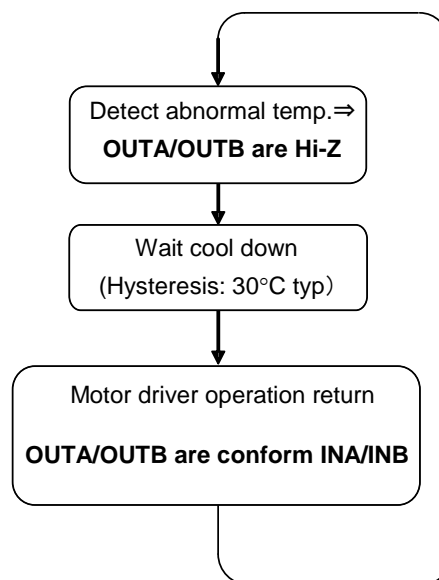 Detect abnormal temp.⇒
OUTA/OUTB are Hi-Z
Wait cool down
(Hysteresis: 30°C typ）
Motor driver operation return
OUTA/OUTB are conform INA/INB